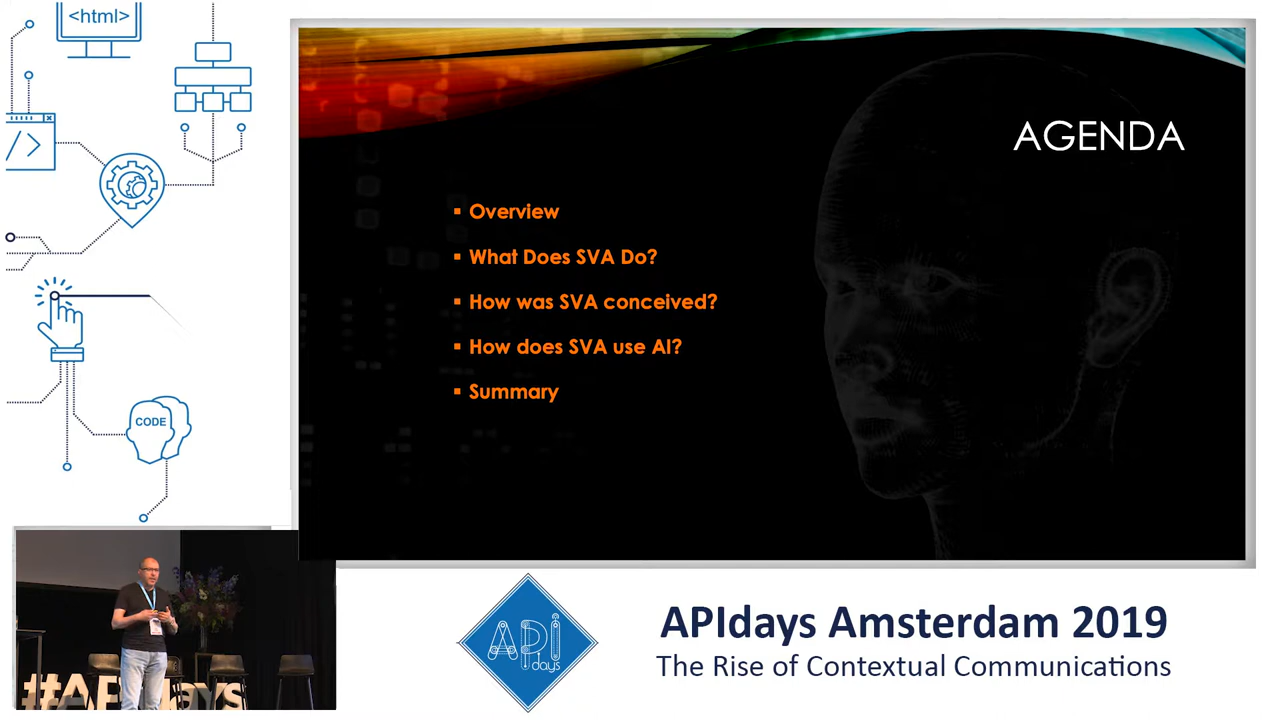 <html>
</>
CODE
AGENDA
▪ Overview
▪ What Does SVA Do?
▪ How was SVA conceived?
▪ How does SVA use AI?
▪ Summary
#APIdays
API
days
APIdays Amsterdam 2019
The Rise of Contextual Communications